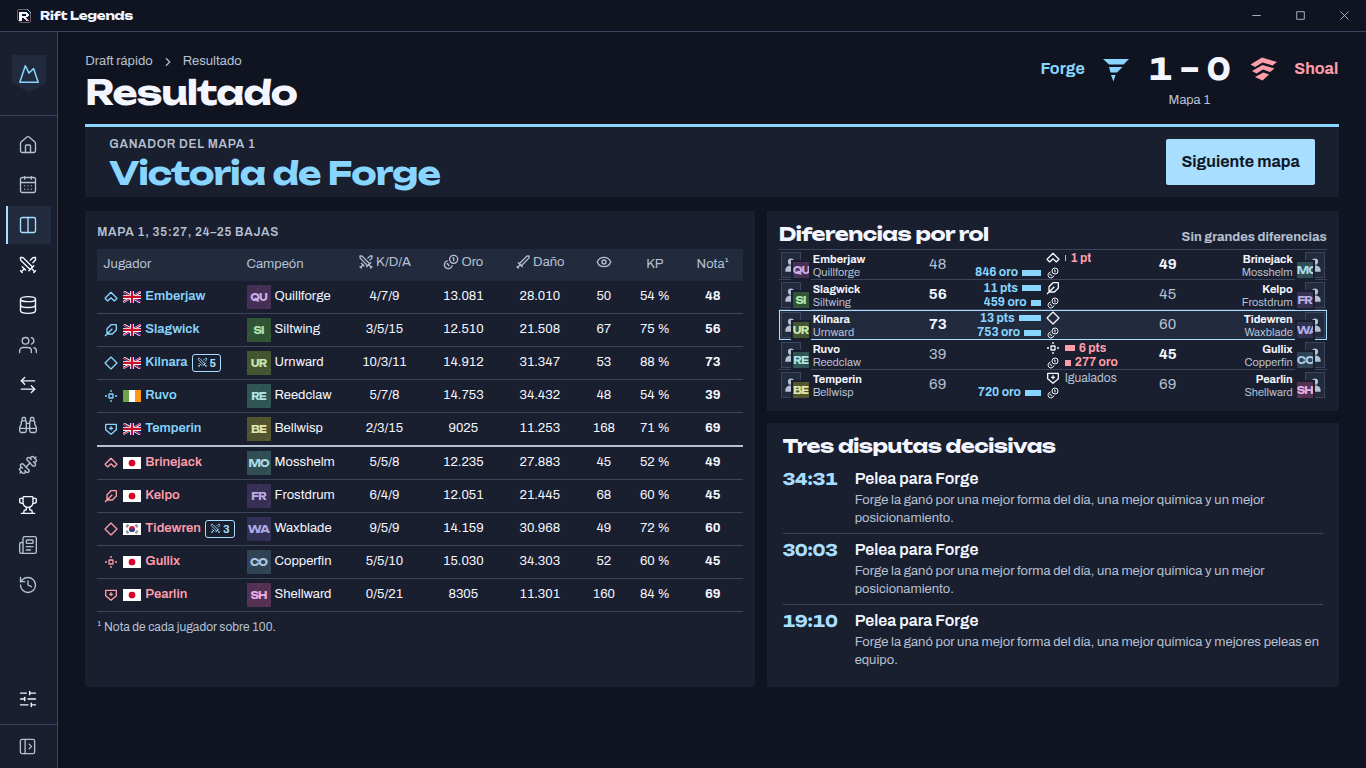 Rift Legends
Draft rápido > Resultado
Resultado
Forge 1 – 0 Shoal
Mapa 1
GANADOR DEL MAPA 1
Victoria de Forge
Siguiente mapa
MAPA 1, 35:27, 24–25 BAJAS
Jugador Campeón K/D/A Oro Daño KP Nota¹
Emberjaw QU Quillforge 4/7/9 13.081 28.010 50 54 % 48
Slagwick SI Siltwing 3/5/15 12.510 21.508 67 75 % 56
Kilnara 5 UR Urnward 10/3/11 14.912 31.347 53 88 % 73
Ruvo RE Reedclaw 5/7/8 14.753 34.432 48 54 % 39
Temperin BE Bellwisp 2/3/15 9025 11.253 168 71 % 69
Brinejack MO Mosshelm 5/5/8 12.235 27.883 45 52 % 49
Kelpo FR Frostdrum 6/4/9 12.051 21.445 68 60 % 45
Tidewren 3 WA Waxblade 9/5/9 14.159 30.968 49 72 % 60
Gullix CO Copperfin 5/5/10 15.030 34.303 52 60 % 45
Pearlin SH Shellward 0/5/21 8305 11.301 160 84 % 69
¹ Nota de cada jugador sobre 100.
Diferencias por rol Sin grandes diferencias
Emberjaw 48 1 pt 49 Brinejack
QU Quillforge 846 oro Mosshelm MO
Slagwick 56 11 pts 45 Kelpo
SI Siltwing 459 oro Frostdrum FR
Kilnara 73 13 pts 60 Tidewren
UR Urnward 753 oro Waxblade WA
Ruvo 39 6 pts 45 Gullix
RE Reedclaw 277 oro Copperfin CO
Temperin 69 Igualados 69 Pearlin
BE Bellwisp 720 oro Shellward SH
Tres disputas decisivas
34:31 Pelea para Forge
Forge la ganó por una mejor forma del día, una mejor química y un mejor
posicionamiento.
30:03 Pelea para Forge
Forge la ganó por una mejor forma del día, una mejor química y un mejor
posicionamiento.
19:10 Pelea para Forge
Forge la ganó por una mejor forma del día, una mejor química y mejores peleas en
equipo.